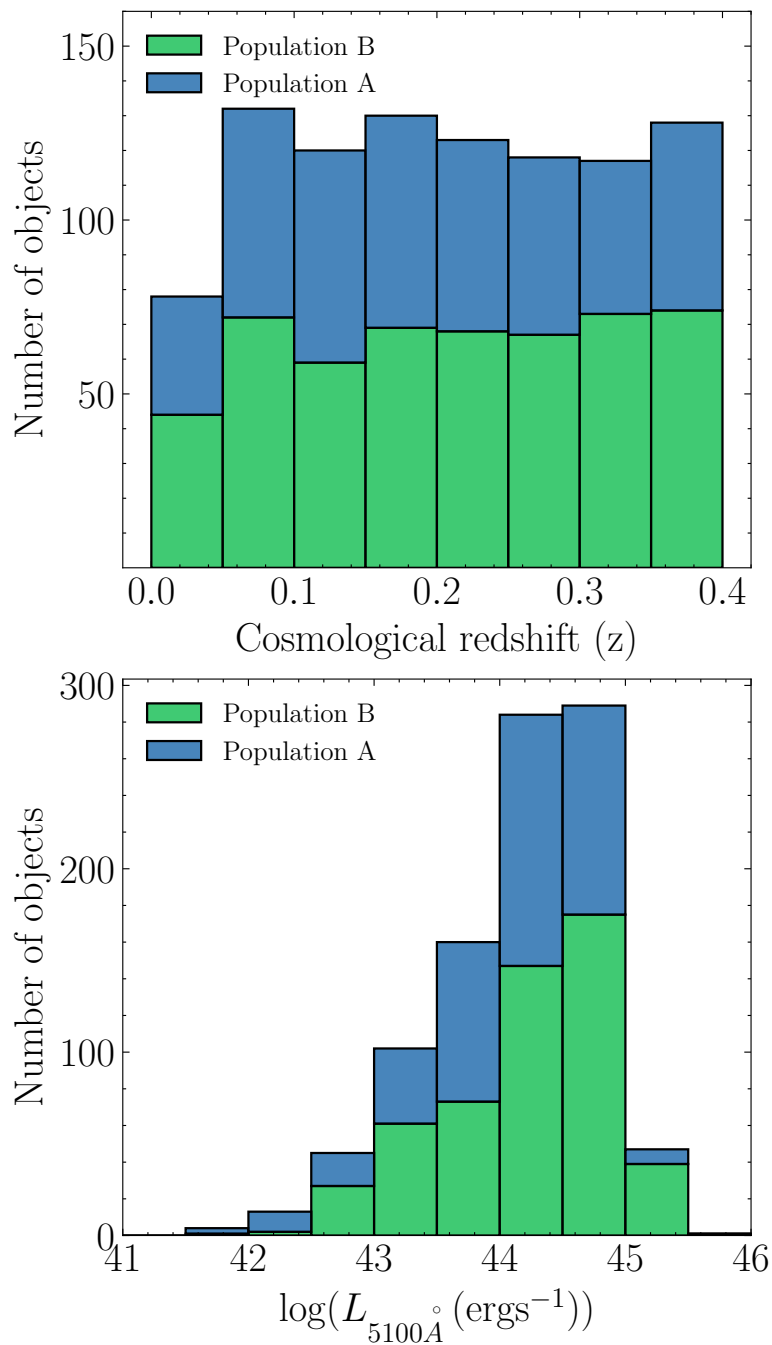 150
100
50
Number of objects
Population B
Population A
0.0 0.1 0.2 0.3 0.4
Cosmological redshift (z)
300
200
100
0
Number of objects
Population B
Population A
41 42 43 44 45 46
log(L_{5100Å} (ergs⁻¹))